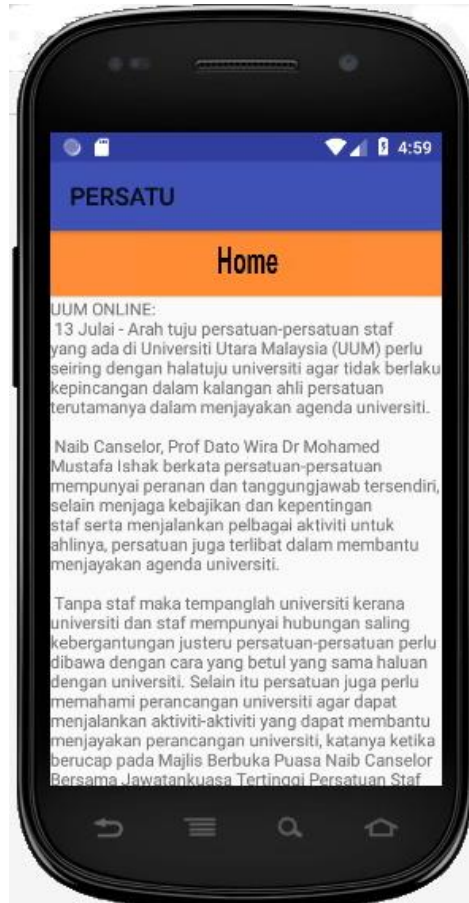 4:59
PERSATU
Home
UUM ONLINE:
13 Julai - Arah tuju persatuan-persatuan staf
yang ada di Universiti Utara Malaysia (UUM) perlu
seiring dengan halatuju universiti agar tidak berlaku
kepincangan dalam kalangan ahli persatuan
terutamanya dalam menjayakan agenda universiti.
Naib Canselor, Prof Dato Wira Dr Mohamed
Mustafa Ishak berkata persatuan-persatuan
mempunyai peranan dan tanggungjawab tersendiri,
selain menjaga kebajikan dan kepentingan
staf serta menjalankan pelbagai aktiviti untuk
ahlinya, persatuan juga terlibat dalam membantu
menjayakan agenda universiti.
Tanpa staf maka tempanglah universiti kerana
universiti dan staf mempunyai hubungan saling
kebergantungan justeru persatuan-persatuan perlu
dibawa dengan cara yang betul yang sama haluan
dengan universiti. Selain itu persatuan juga perlu
memahami perancangan universiti agar dapat
menjalankan aktiviti-aktiviti yang dapat membantu
menjayakan perancangan universiti, katanya ketika
berucap pada Majlis Berbuka Puasa Naib Canselor
Bersama Jawatankuasa Tertinggi Persatuan Staf